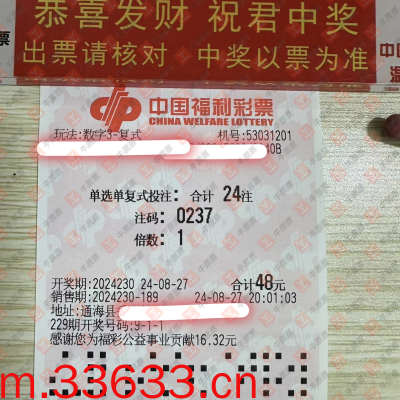 恭喜发财 祝君中奖
出票请核对 中奖以票为准
中国福利彩票
CHINA WELFARE LOTTERY
玩法:数字3-复式 机号:53031201
10B
单选单复式投注: 合计 24注
注码: 0237
倍数: 1
开奖期:2024230 24-08-27 合计48元
销售期:2024230-189 24-08-27 20:01:03
地址:通海县
229期开奖号码:9-1-1
感谢您为福彩公益事业贡献16.32元
m.33633.cn